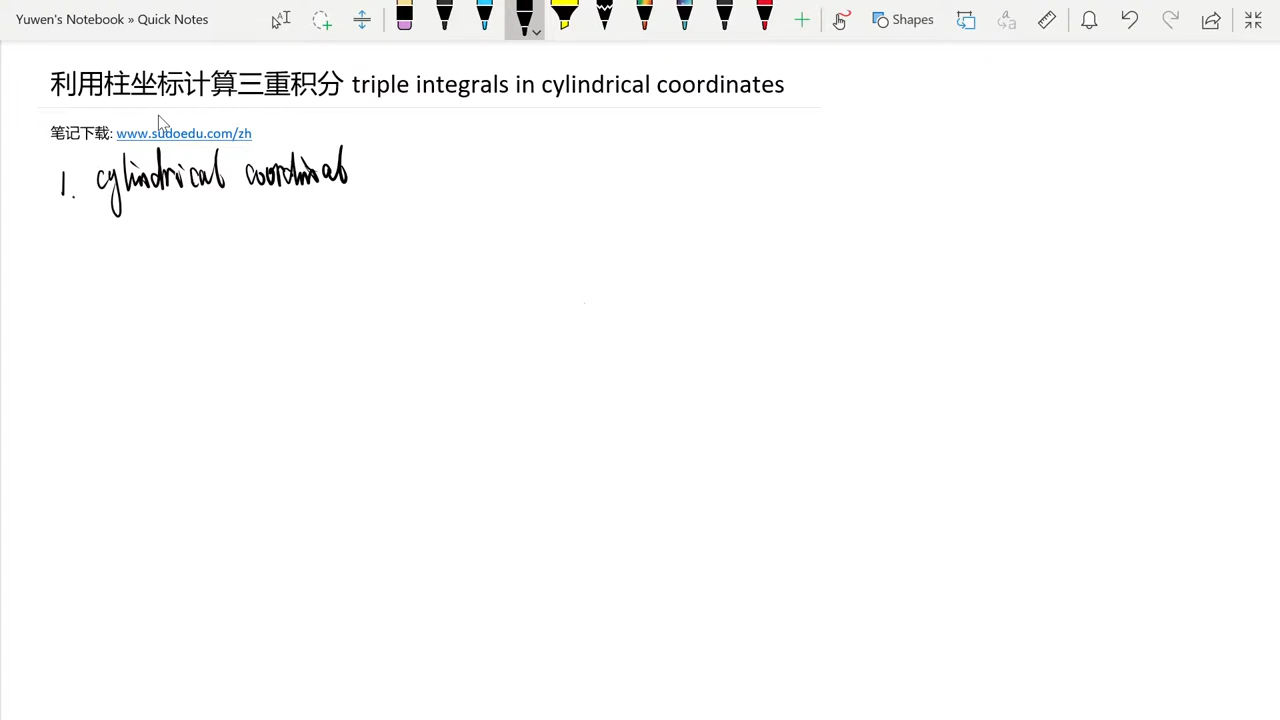 Yuwen's Notebook » Quick Notes
Shapes
利用柱坐标计算三重积分 triple integrals in cylindrical coordinates
笔记下载: www.sudoedu.com/zh
1. cylindrical coordinat